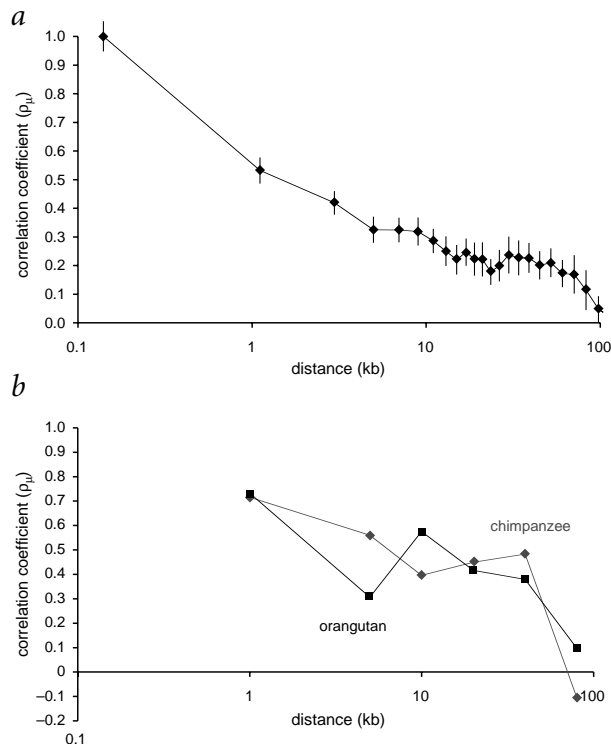 a
correlation coefficient (ρμ)
1.0
0.9
0.8
0.7
0.6
0.5
0.4
0.3
0.2
0.1
0.0
0.1 1 10 100
distance (kb)
b
correlation coefficient (ρμ)
1.0
0.9
0.8
0.7
0.6
0.5
0.4
0.3
0.2
0.1
0
–0.1
–0.2
chimpanzee
orangutan
0.1 1 10 100
distance (kb)